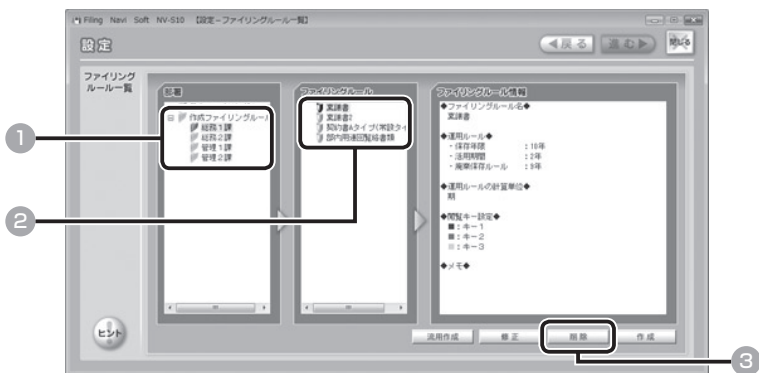 Filing Navi Soft NV-S10 【設定-ファイリングルール一覧】
設定
戻る
進む
閉じる
ファイリング
ルール一覧
部署
作成ファイリングルー
総務1課
総務2課
管理1課
管理2課
ファイリングルール
稟議書
稟議書2
契約書Aタイプ(常設タイ
部内用通回覧給書類
ファイリングルール情報
◆ファイリングルール名◆
稟議書
◆運用ルール◆
・保存年限 :10年
・活用期間 :2年
・廃棄保存ルール :9年
◆運用ルールの計算単位◆
期
◆閲覧キー設定◆
■:キー1
■:キー2
■:キー3
◆メモ◆
ヒント
流用作成
修正
削除
作成
1
2
3